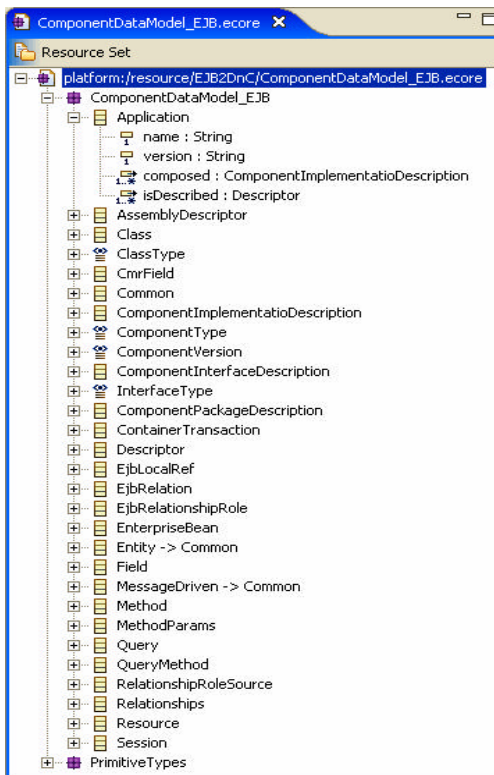 ComponentDataModel_EJB.ecore
Resource Set
platform:/resource/EJB2DnC/ComponentDataModel_EJB.ecore
ComponentDataModel_EJB
Application
name : String
version : String
composed : ComponentImplementatioDescription
isDescribed : Descriptor
AssemblyDescriptor
Class
ClassType
CmrField
Common
ComponentImplementatioDescription
ComponentType
ComponentVersion
ComponentInterfaceDescription
InterfaceType
ComponentPackageDescription
ContainerTransaction
Descriptor
EjbLocalRef
EjbRelation
EjbRelationshipRole
EnterpriseBean
Entity -> Common
Field
MessageDriven -> Common
Method
MethodParams
Query
QueryMethod
RelationshipRoleSource
Relationships
Resource
Session
PrimitiveTypes